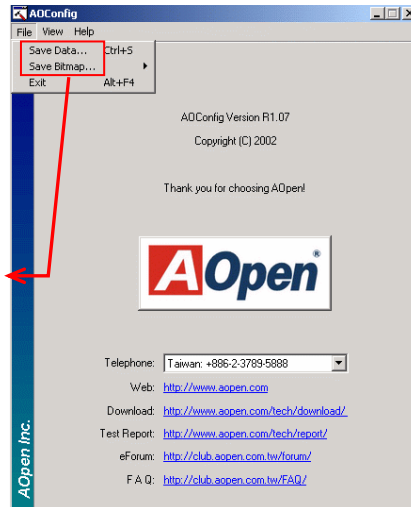 AOConfig
File View Help
Save Data... Ctrl+S
Save Bitmap...
Exit Alt+F4
AOConfig Version R1.07
Copyright (C) 2002
Thank you for choosing AOpen!
AOpen®
Telephone: Taiwan: +886-2-3789-5888
Web: http://www.aopen.com
Download: http://www.aopen.com/tech/download/
Test Report: http://www.aopen.com/tech/report/
eForum: http://club.aopen.com.tw/forum/
F A Q: http://club.aopen.com.tw/FAQ/
AOpen Inc.